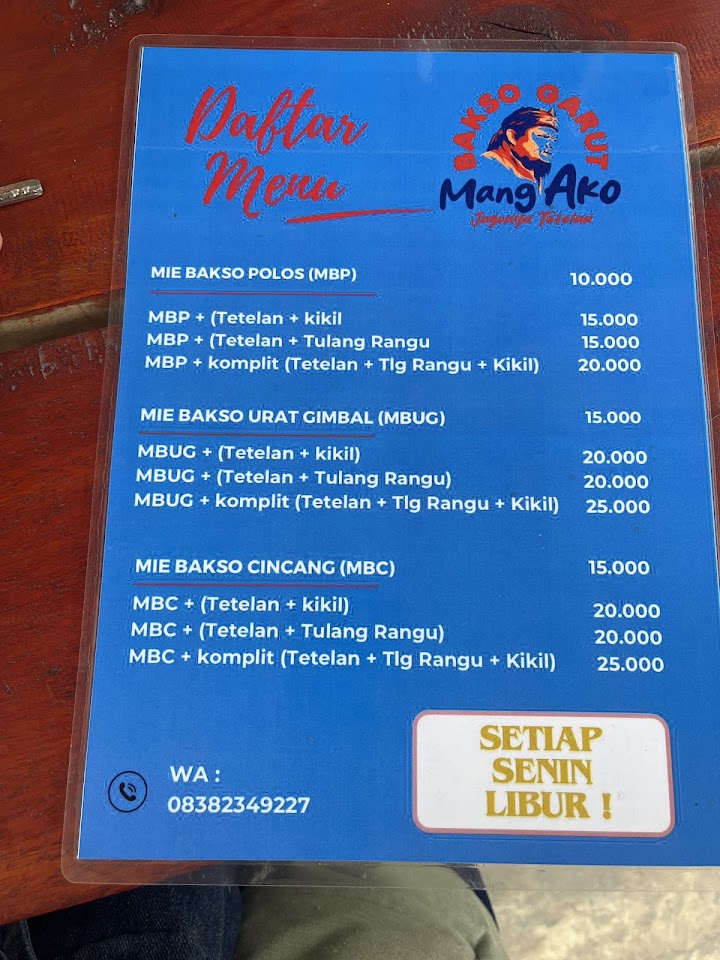 Daftar
Menu
BAKSO GARUT
Mang AKO
Jagonya Tetelan
MIE BAKSO POLOS (MBP) 10.000
MBP + (Tetelan + kikil 15.000
MBP + (Tetelan + Tulang Rangu 15.000
MBP + komplit (Tetelan + Tlg Rangu + Kikil) 20.000
MIE BAKSO URAT GIMBAL (MBUG) 15.000
MBUG + (Tetelan + kikil) 20.000
MBUG + (Tetelan + Tulang Rangu) 20.000
MBUG + komplit (Tetelan + Tlg Rangu + Kikil) 25.000
MIE BAKSO CINCANG (MBC) 15.000
MBC + (Tetelan + kikil) 20.000
MBC + (Tetelan + Tulang Rangu) 20.000
MBC + komplit (Tetelan + Tlg Rangu + Kikil) 25.000
WA :
08382349227
SETIAP
SENIN
LIBUR !